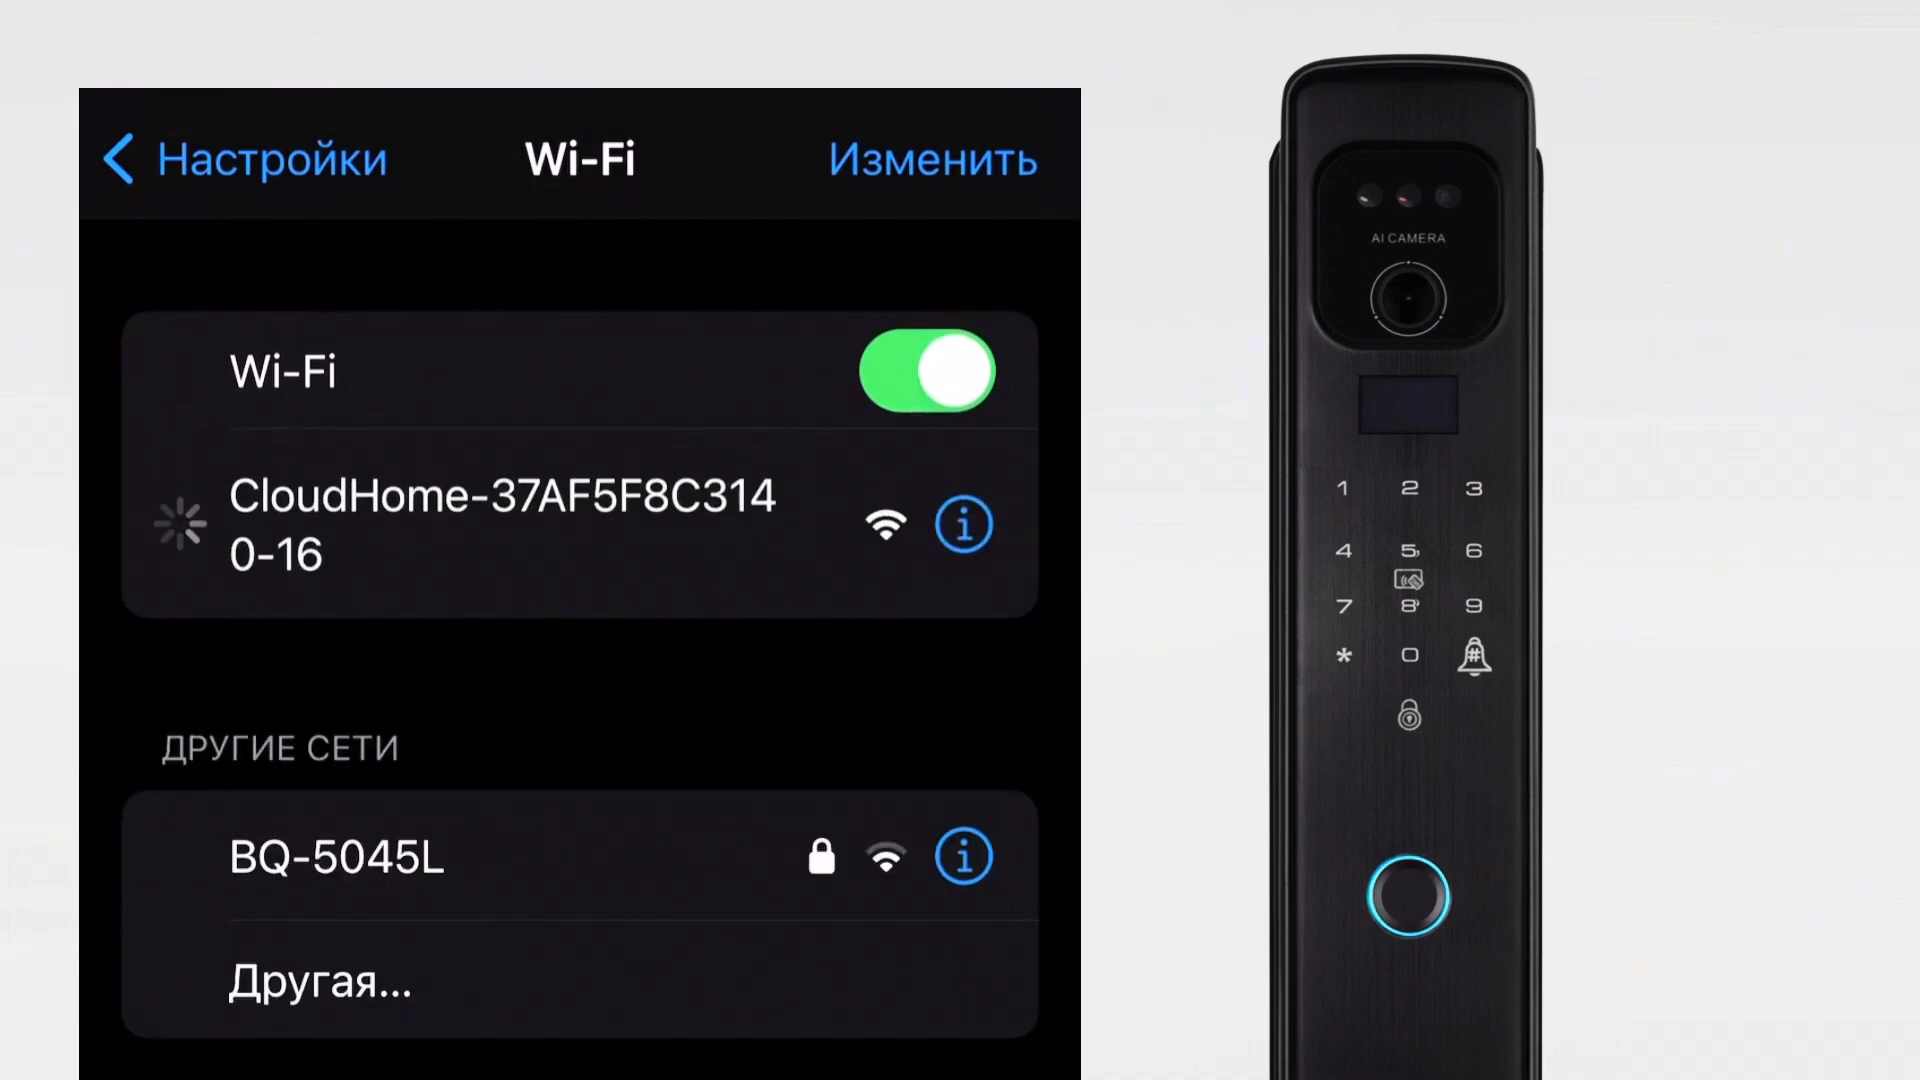 Настройки
Wi-Fi
Изменить
Wi-Fi
CloudHome-37AF5F8C314
0-16
ДРУГИЕ СЕТИ
BQ-5045L
Другая...
AI CAMERA
1 2 3
4 5 6
7 8 9
* 0 #